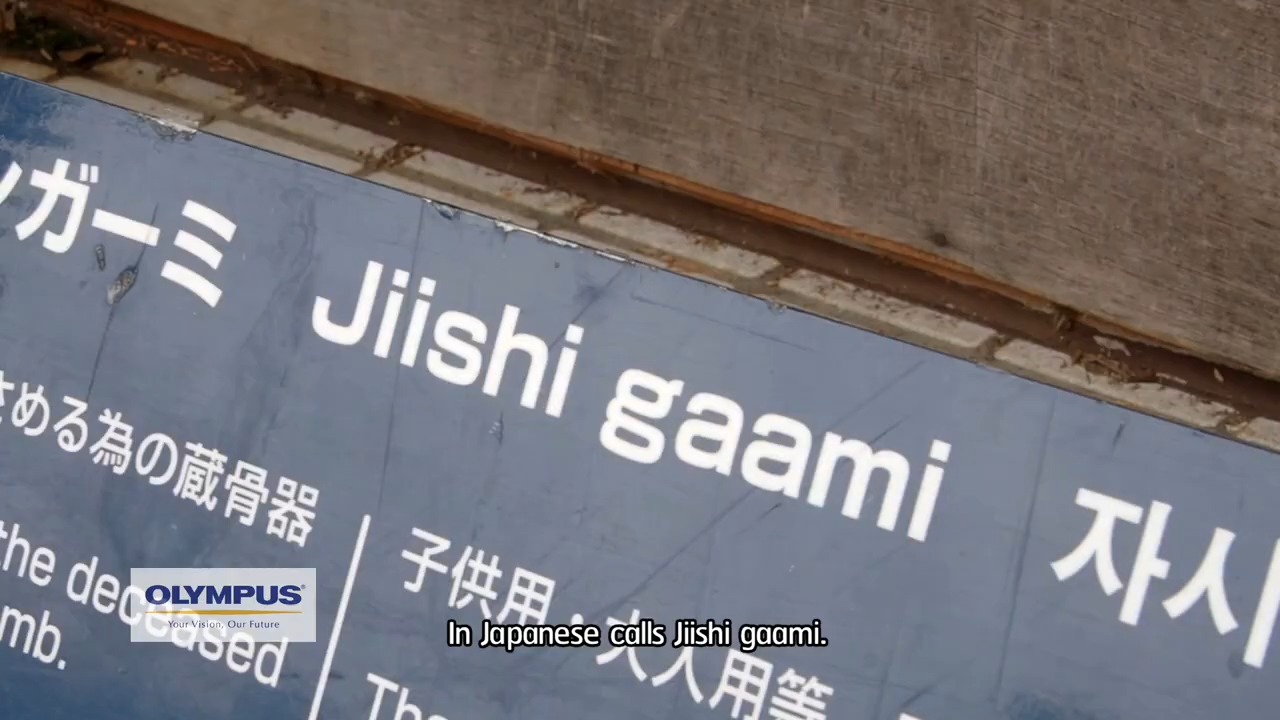 ガーミ Jiishi gaami 자시
さめる為の蔵骨器
the deceased
mb.
子供用・大人用等
The
OLYMPUS
Your Vision, Our Future
In Japanese calls Jiishi gaami.